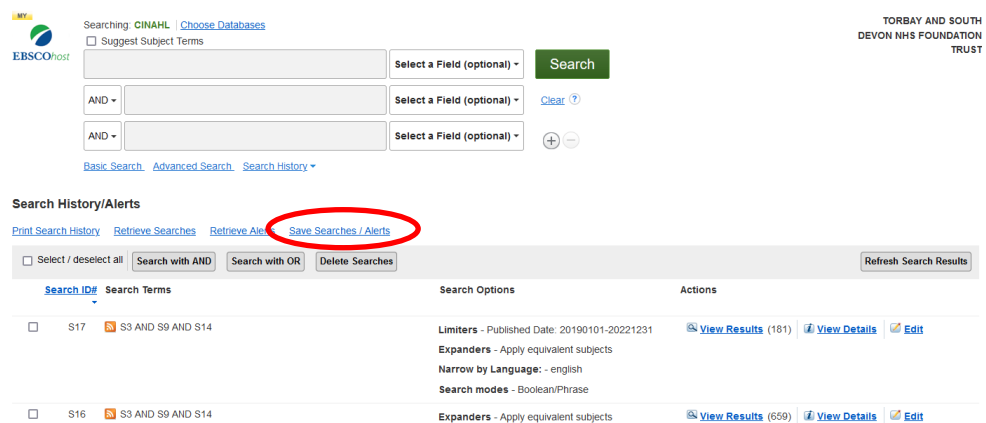 MY
EBSCOhost
Searching: CINAHL | Choose Databases
Suggest Subject Terms
TORBAY AND SOUTH
DEVON NHS FOUNDATION
TRUST
Select a Field (optional) Search
AND Select a Field (optional) Clear ?
AND Select a Field (optional) + −
Basic Search Advanced Search Search History
Search History/Alerts
Print Search History Retrieve Searches Retrieve Alerts Save Searches / Alerts
Select / deselect all Search with AND Search with OR Delete Searches Refresh Search Results
Search ID# Search Terms Search Options Actions
S17 S3 AND S9 AND S14 Limiters - Published Date: 20190101-20221231 View Results (181) i View Details Edit
Expanders - Apply equivalent subjects
Narrow by Language: - english
Search modes - Boolean/Phrase
S16 S3 AND S9 AND S14 Expanders - Apply equivalent subjects View Results (659) i View Details Edit